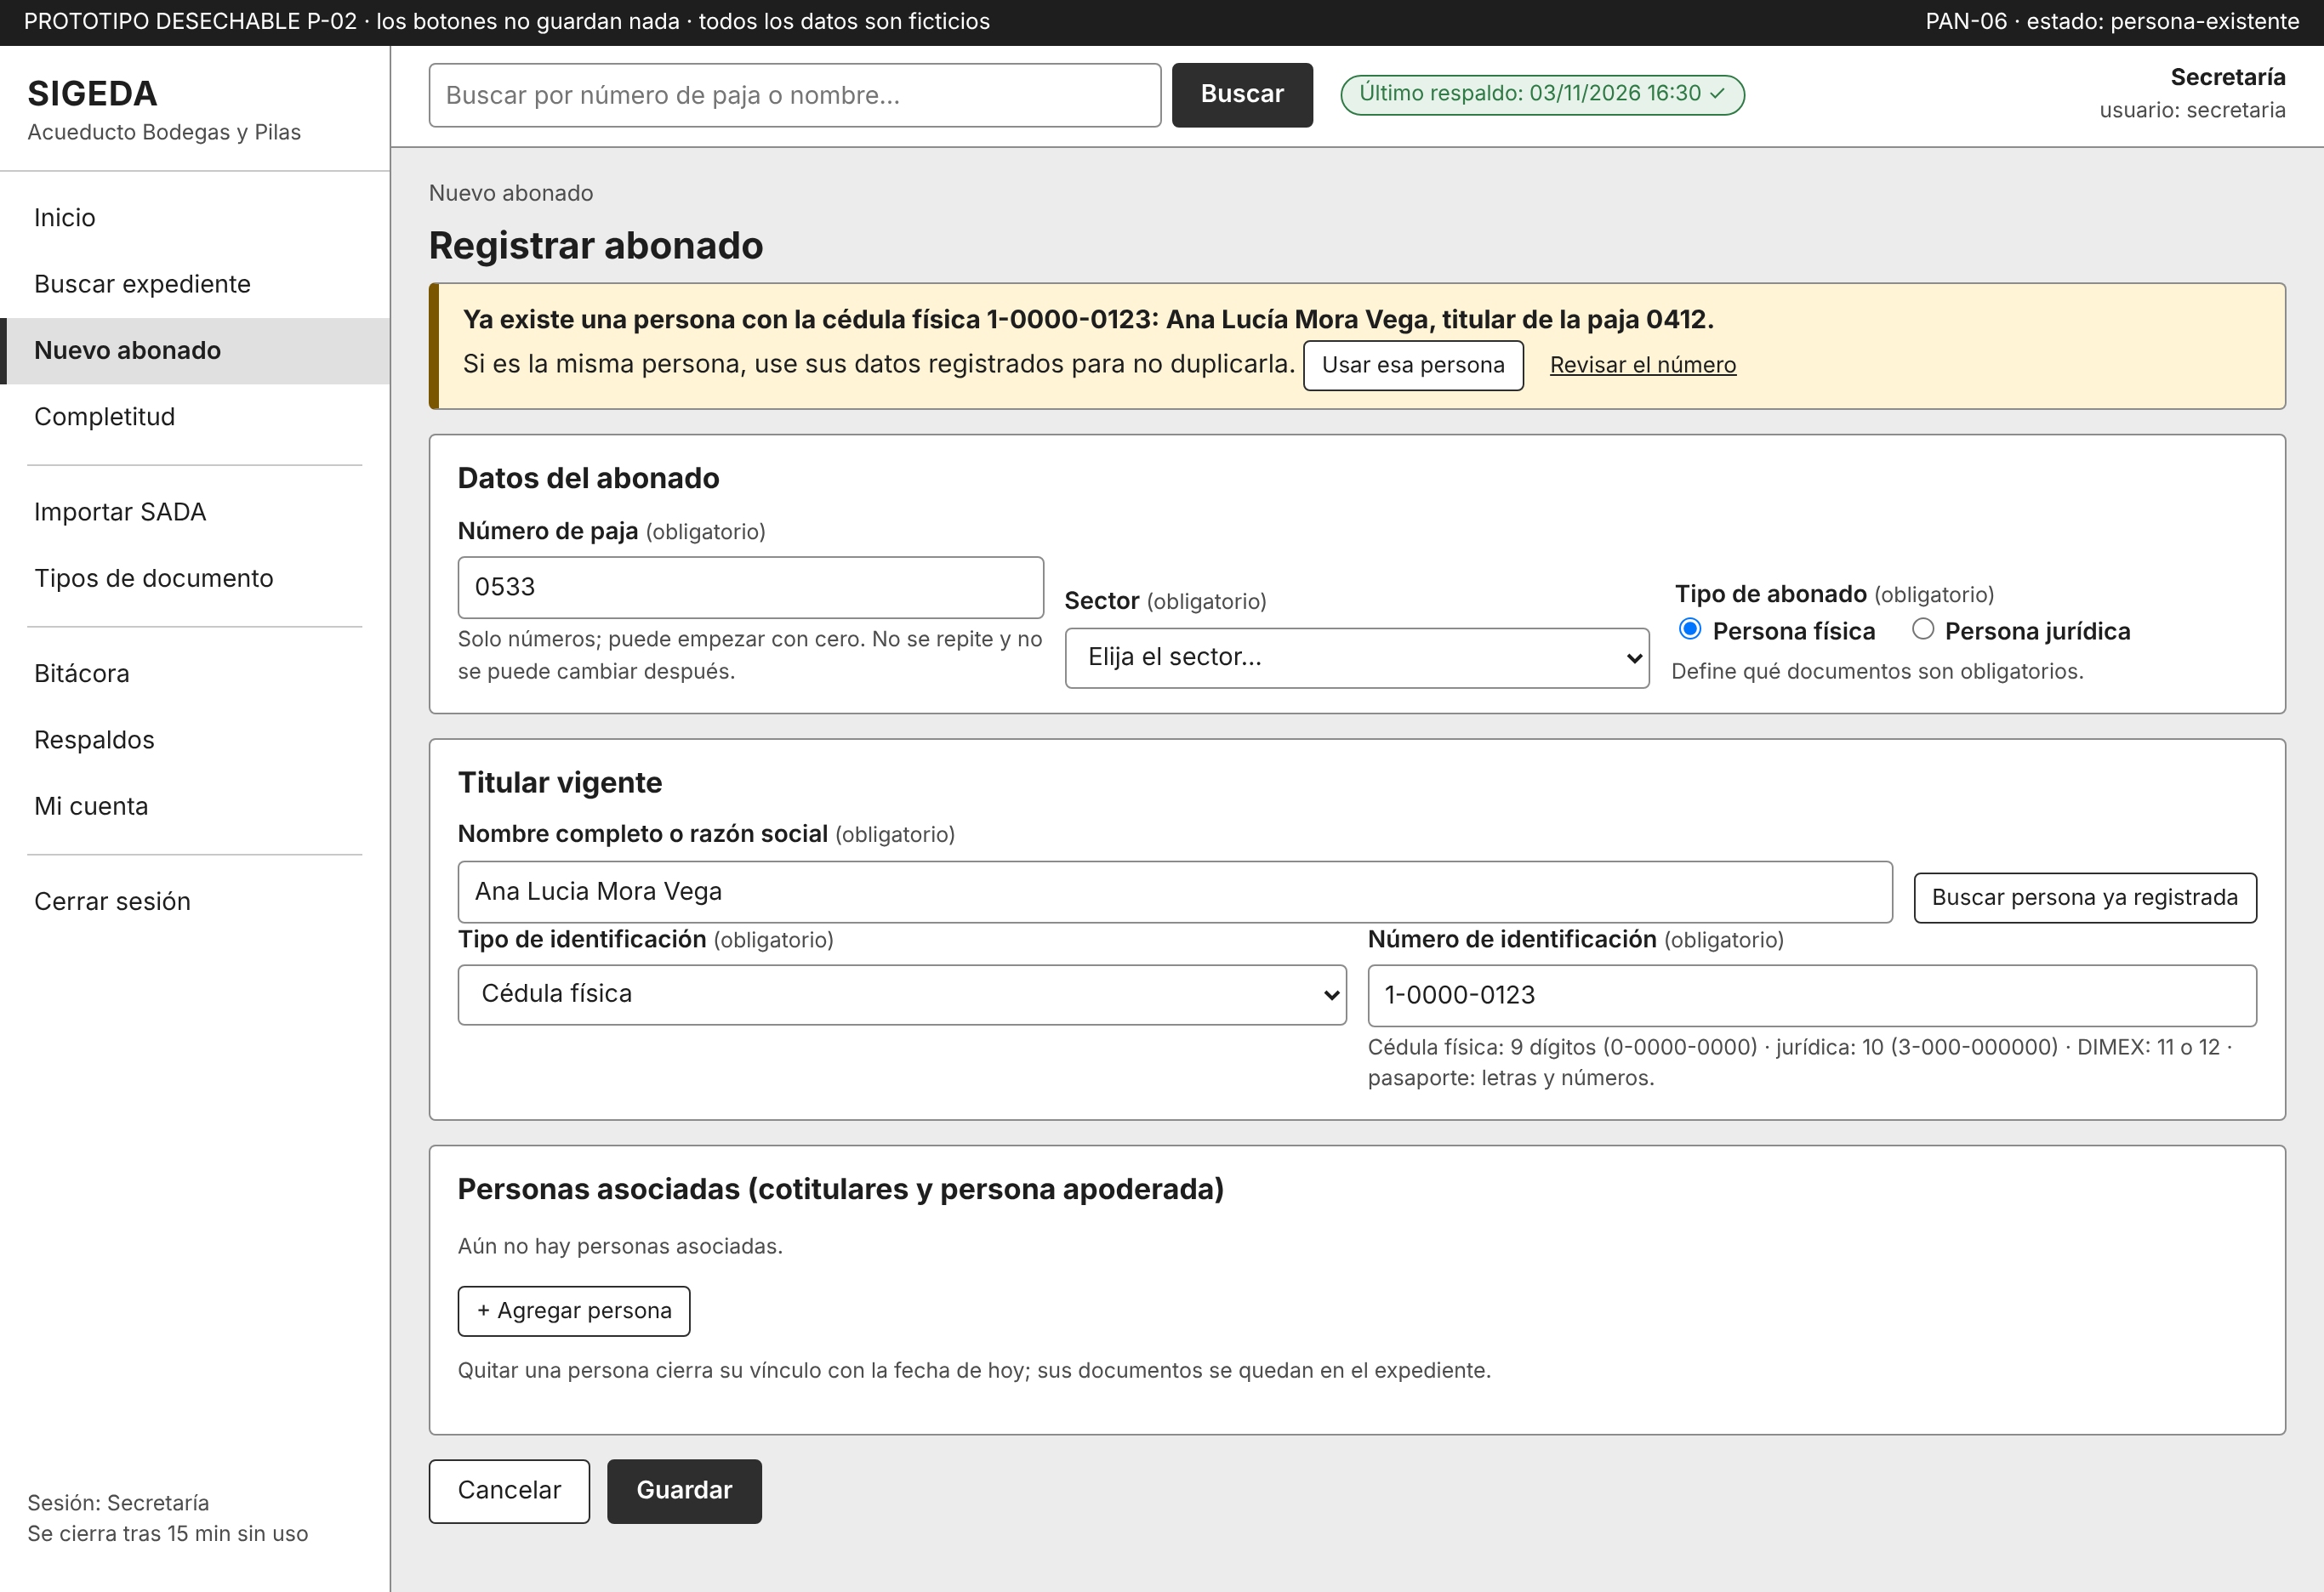 PROTOTIPO DESECHABLE P-02 · los botones no guardan nada · todos los datos son ficticios
PAN-06 · estado: persona-existente
SIGEDA
Acueducto Bodegas y Pilas
Inicio
Buscar expediente
Nuevo abonado
Completitud
Importar SADA
Tipos de documento
Bitácora
Respaldos
Mi cuenta
Cerrar sesión
Sesión: Secretaría
Se cierra tras 15 min sin uso
Buscar por número de paja o nombre...
Buscar
Último respaldo: 03/11/2026 16:30 ✓
Secretaría
usuario: secretaria
Nuevo abonado
Registrar abonado
Ya existe una persona con la cédula física 1-0000-0123: Ana Lucía Mora Vega, titular de la paja 0412.
Si es la misma persona, use sus datos registrados para no duplicarla. Usar esa persona Revisar el número
Datos del abonado
Número de paja (obligatorio)
0533
Solo números; puede empezar con cero. No se repite y no
se puede cambiar después.
Sector (obligatorio)
Elija el sector...
Tipo de abonado (obligatorio)
Persona física Persona jurídica
Define qué documentos son obligatorios.
Titular vigente
Nombre completo o razón social (obligatorio)
Ana Lucia Mora Vega
Buscar persona ya registrada
Tipo de identificación (obligatorio)
Cédula física
Número de identificación (obligatorio)
1-0000-0123
Cédula física: 9 dígitos (0-0000-0000) · jurídica: 10 (3-000-000000) · DIMEX: 11 o 12 ·
pasaporte: letras y números.
Personas asociadas (cotitulares y persona apoderada)
Aún no hay personas asociadas.
+ Agregar persona
Quitar una persona cierra su vínculo con la fecha de hoy; sus documentos se quedan en el expediente.
Cancelar
Guardar